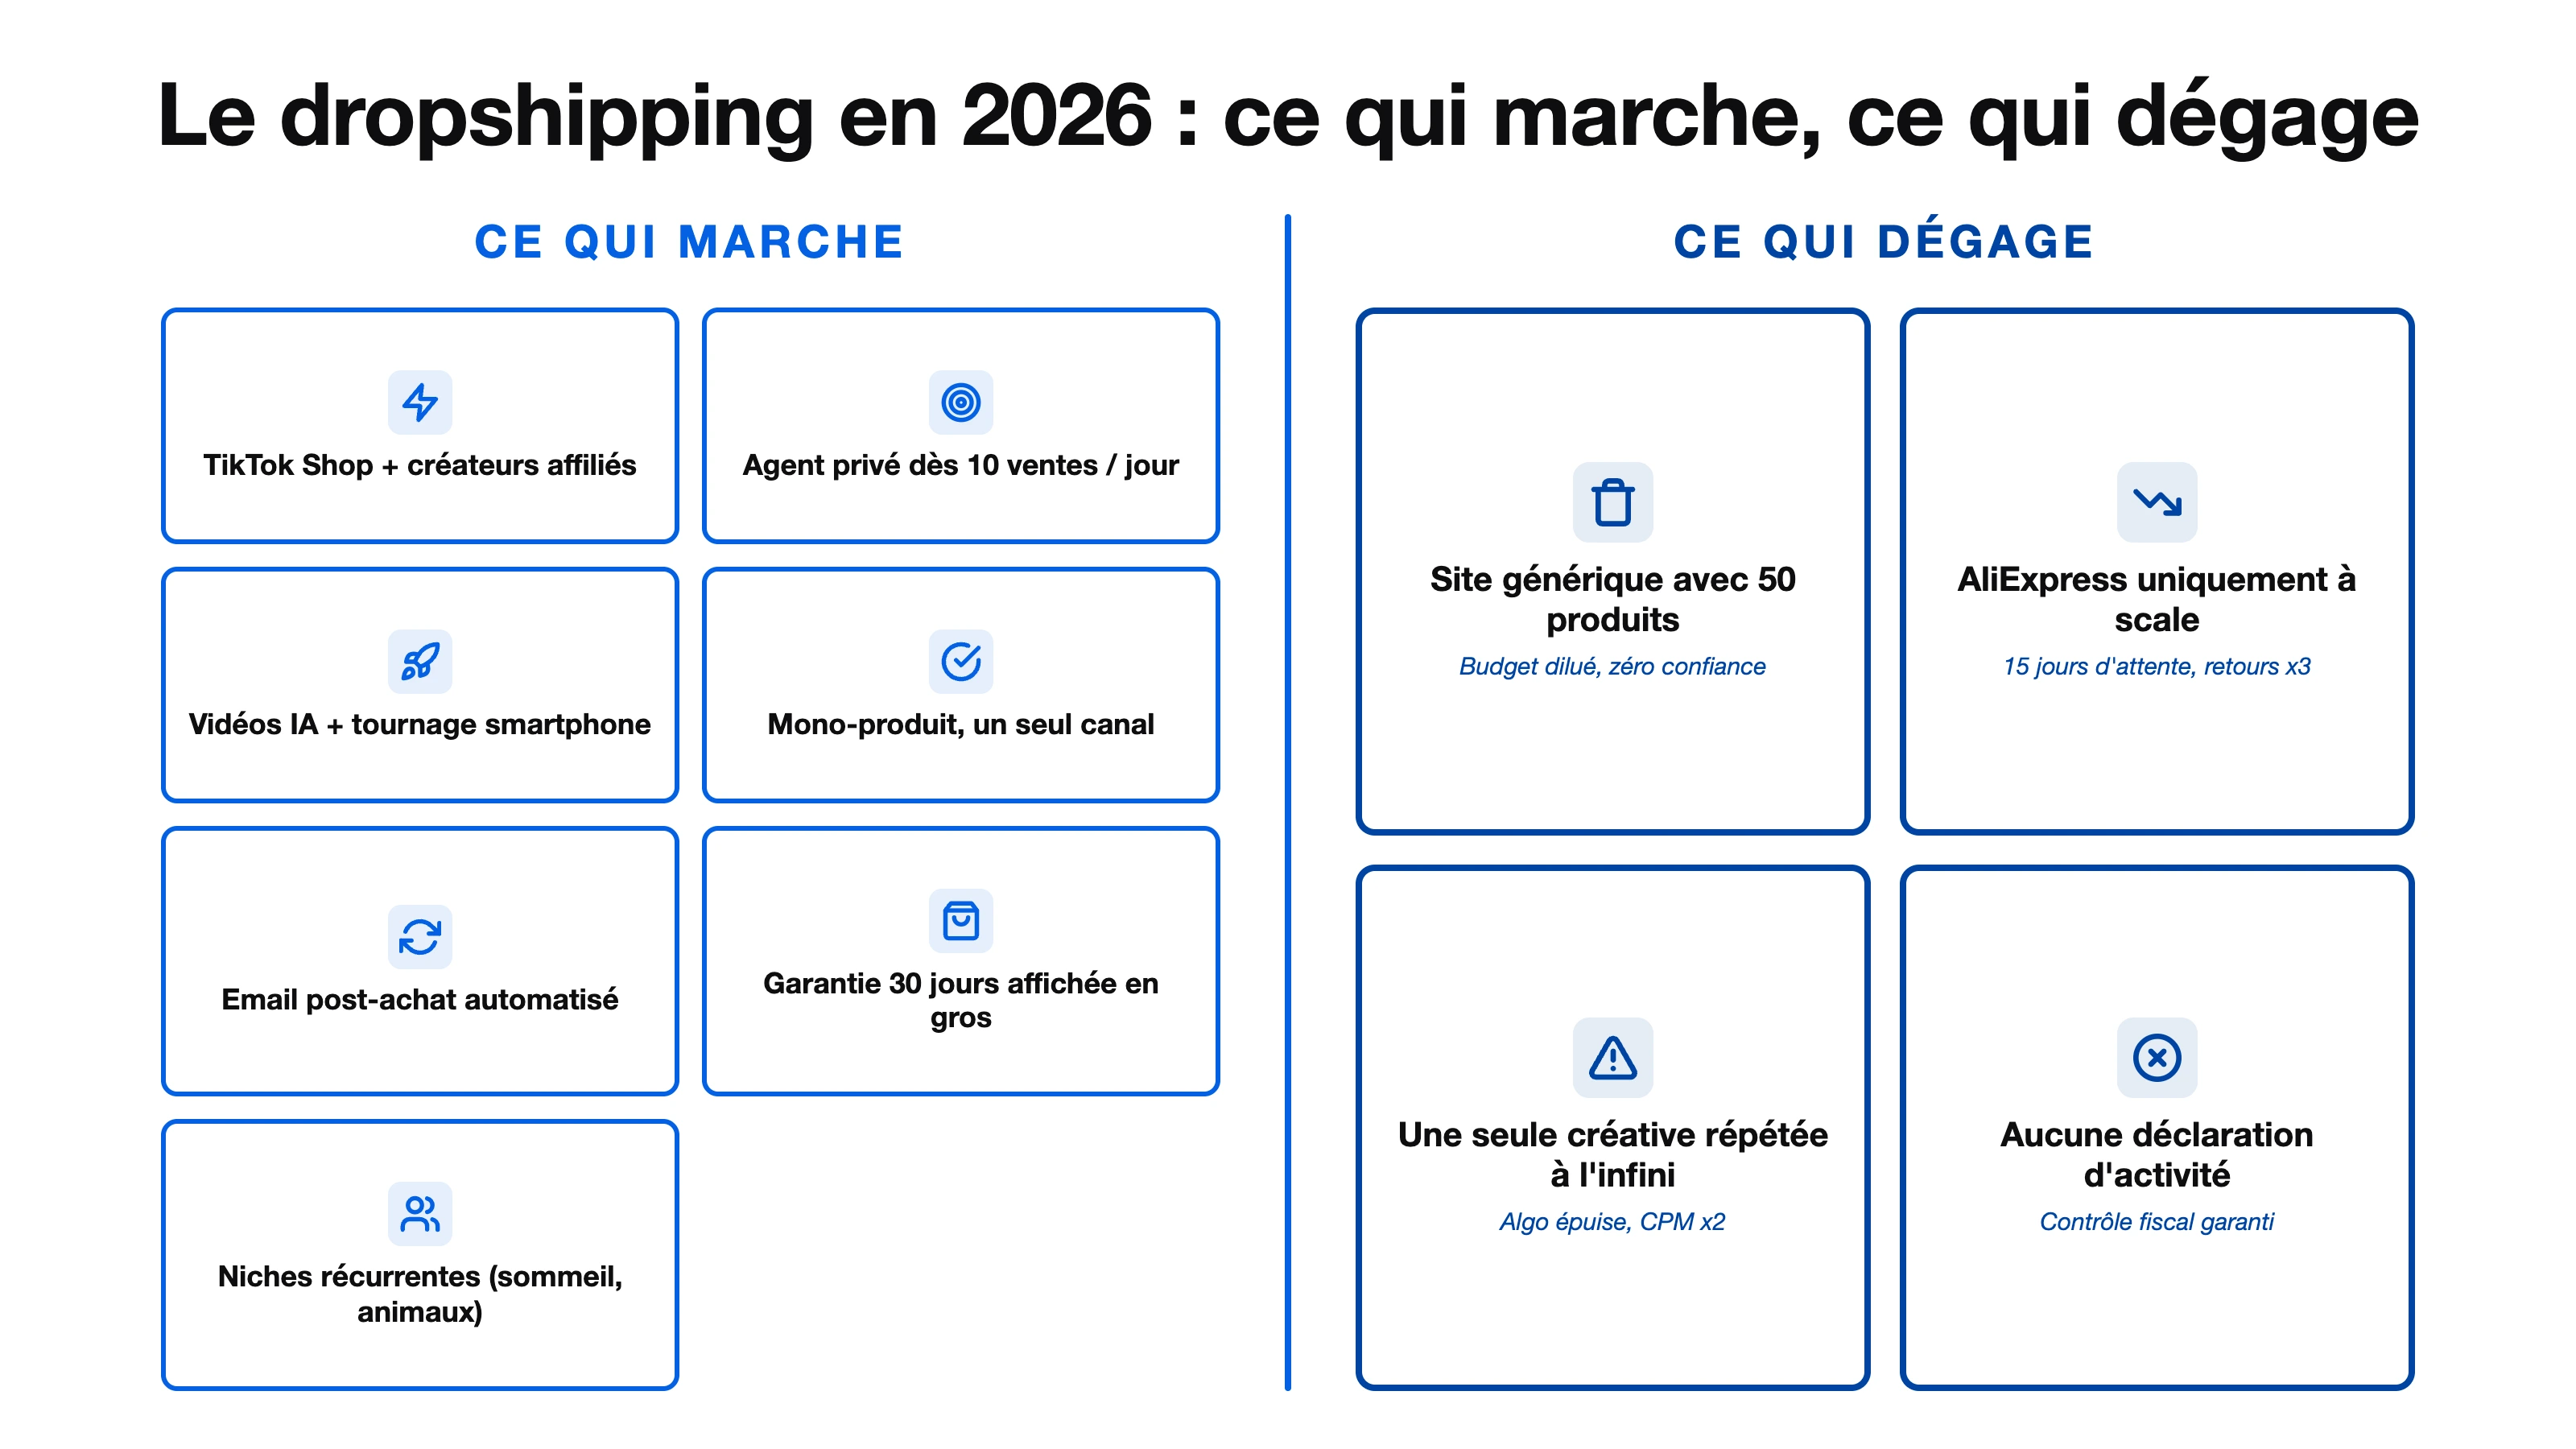 Le dropshipping en 2026 : ce qui marche, ce qui dégage
CE QUI MARCHE
TikTok Shop + créateurs affiliés
Agent privé dès 10 ventes / jour
Vidéos IA + tournage smartphone
Mono-produit, un seul canal
Email post-achat automatisé
Garantie 30 jours affichée en
gros
Niches récurrentes (sommeil,
animaux)
CE QUI DÉGAGE
Site générique avec 50
produits
Budget dilué, zéro confiance
AliExpress uniquement à
scale
15 jours d'attente, retours x3
Une seule créative répétée
à l'infini
Algo épuise, CPM x2
Aucune déclaration
d'activité
Contrôle fiscal garanti